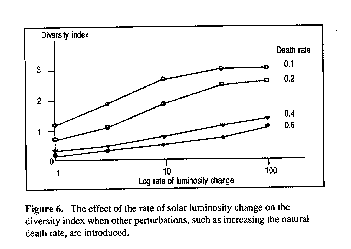 Diversity index
Death rate
3
0.1
0.2
2
0.4
1
0.6
0
1
10
100
Log rate of luminosity change
Figure 6. The effect of the rate of solar luminosity change on the
diversity index when other perturbations, such as increasing the natural
death rate, are introduced.